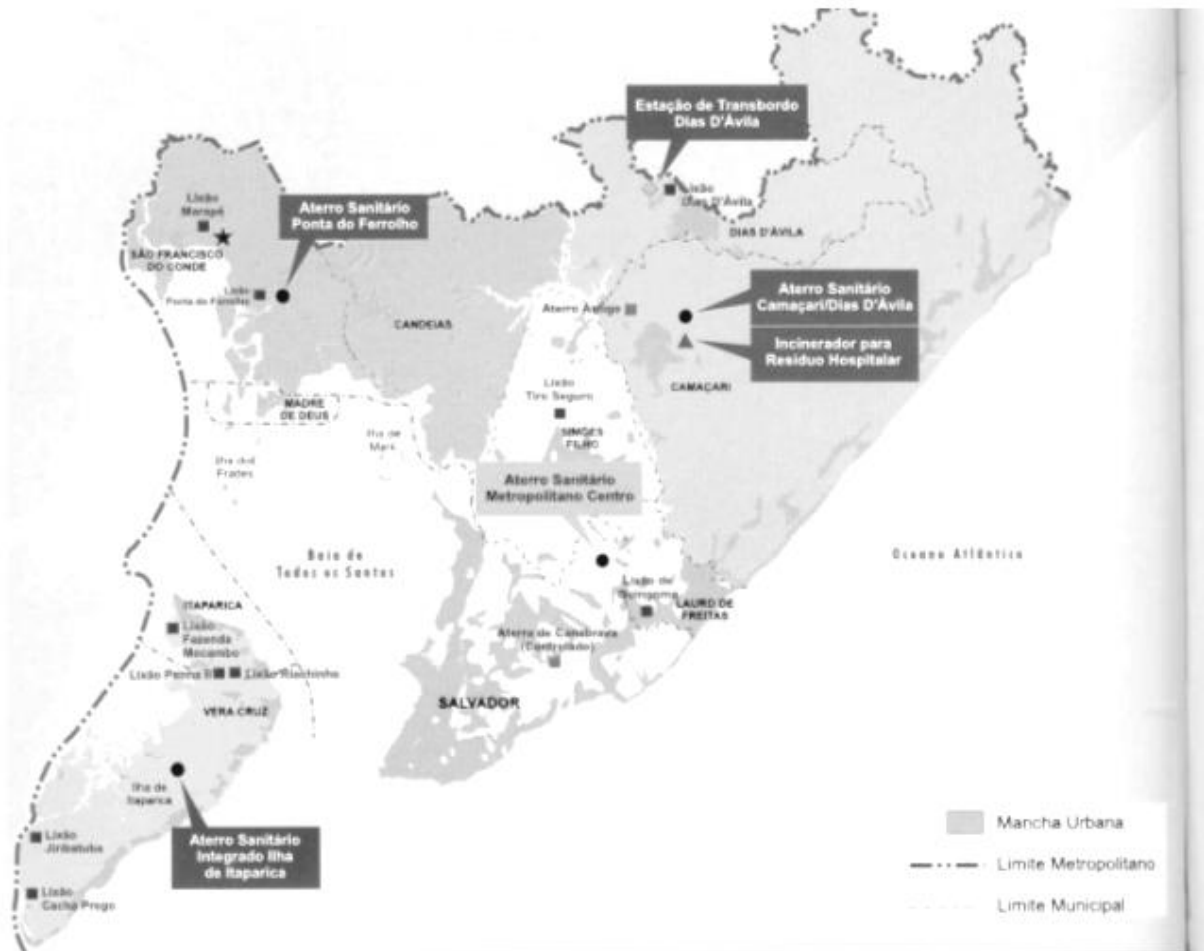 Estação de Transbordo
Dias D'Ávila
Lixão
Dias D'Ávila
DIAS D'ÁVILA
Lixão
Marapé
Aterro Sanitário
Ponta do Ferrolho
SÃO FRANCISCO
DO CONDE
Lixão
Ponta do Ferrolho
CANDEIAS
Aterro Antigo
Aterro Sanitário
Camaçari/Dias D'Ávila
Incinerador para
Resíduo Hospitalar
CAMAÇARI
Lixão
Tiro Seguro
SIMÕES
FILHO
MADRE
DE DEUS
Ilha de
Maré
Ilha dos
Frades
Aterro Sanitário
Metropolitano Centro
Baía de
Todos os Santos
Oceano Atlântico
Lixão de
LAURO DE
FREITAS
Aterro de Canabrava
(Controlado)
SALVADOR
ITAPARICA
Lixão
Fazenda
Mocambo
Lixão Penha II
Lixão Riachinho
VERA CRUZ
Ilha de
Itaparica
Aterro Sanitário
Integrado Ilha
de Itaparica
Lixão
Jiribatuba
Lixão
Cacha Prego
Mancha Urbana
Limite Metropolitano
Limite Municipal